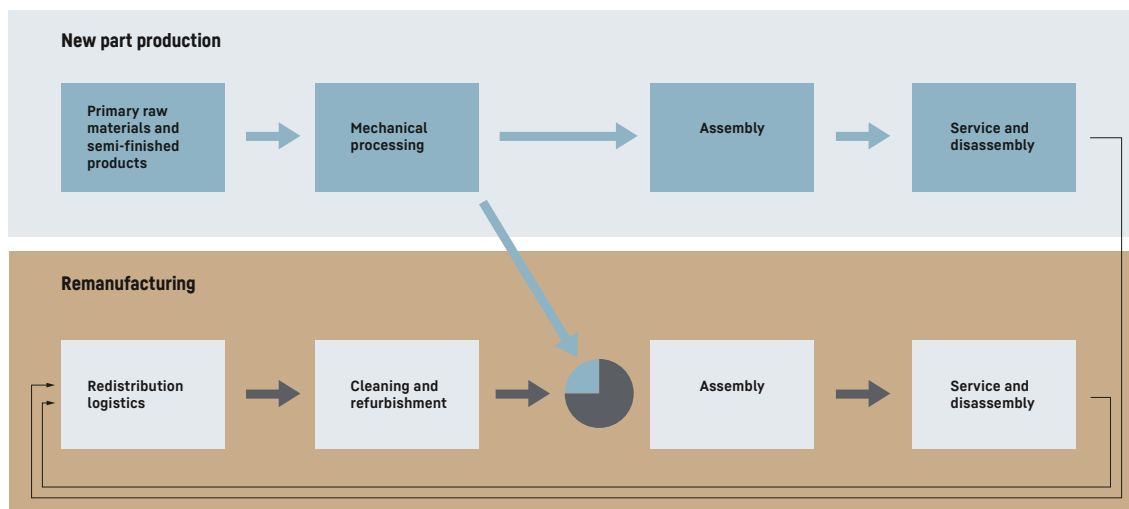 New part production
Primary raw
materials and
semi-finished
products
Mechanical
processing
Assembly
Service and
disassembly
Remanufacturing
Redistribution
logistics
Cleaning and
refurbishment
Assembly
Service and
disassembly